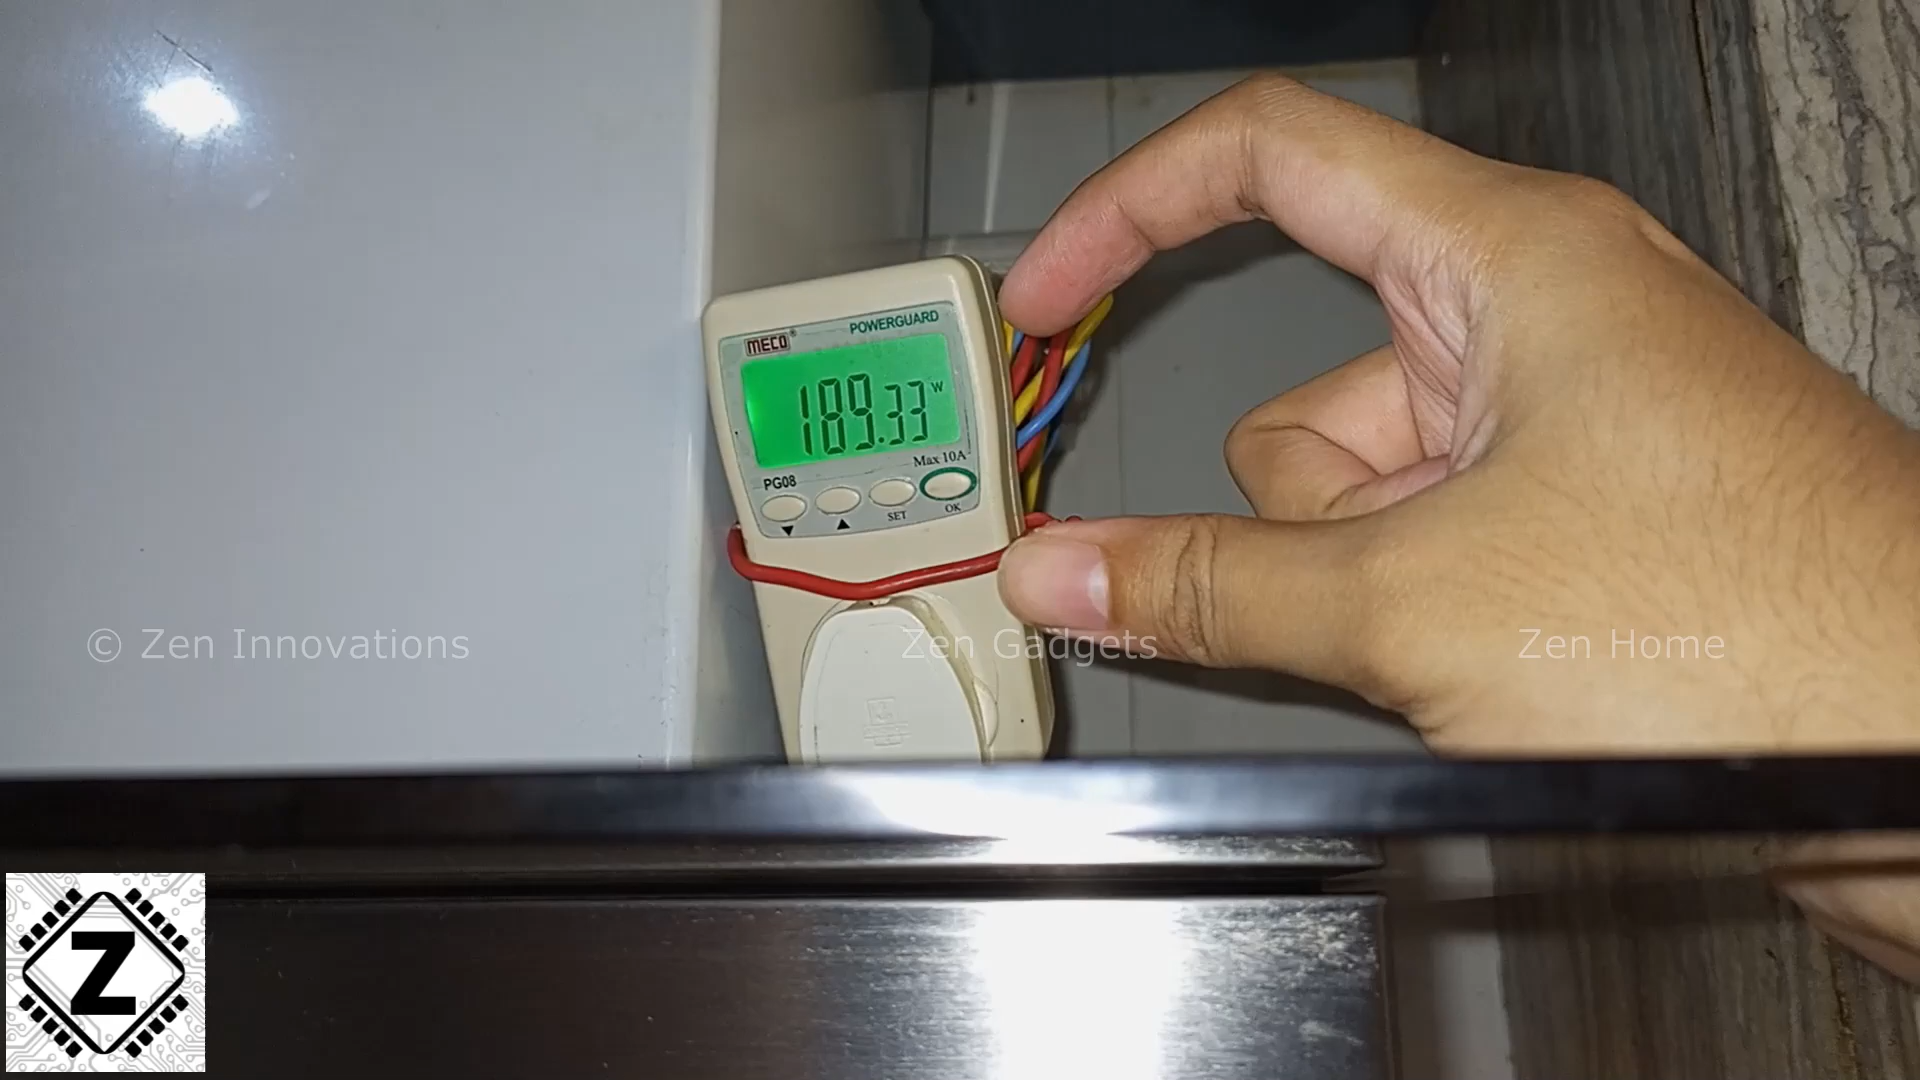 MECO® POWERGUARD
189.33 W
PG08 Max 10A
▼ ▲ SET OK
© Zen Innovations Zen Gadgets Zen Home
Z